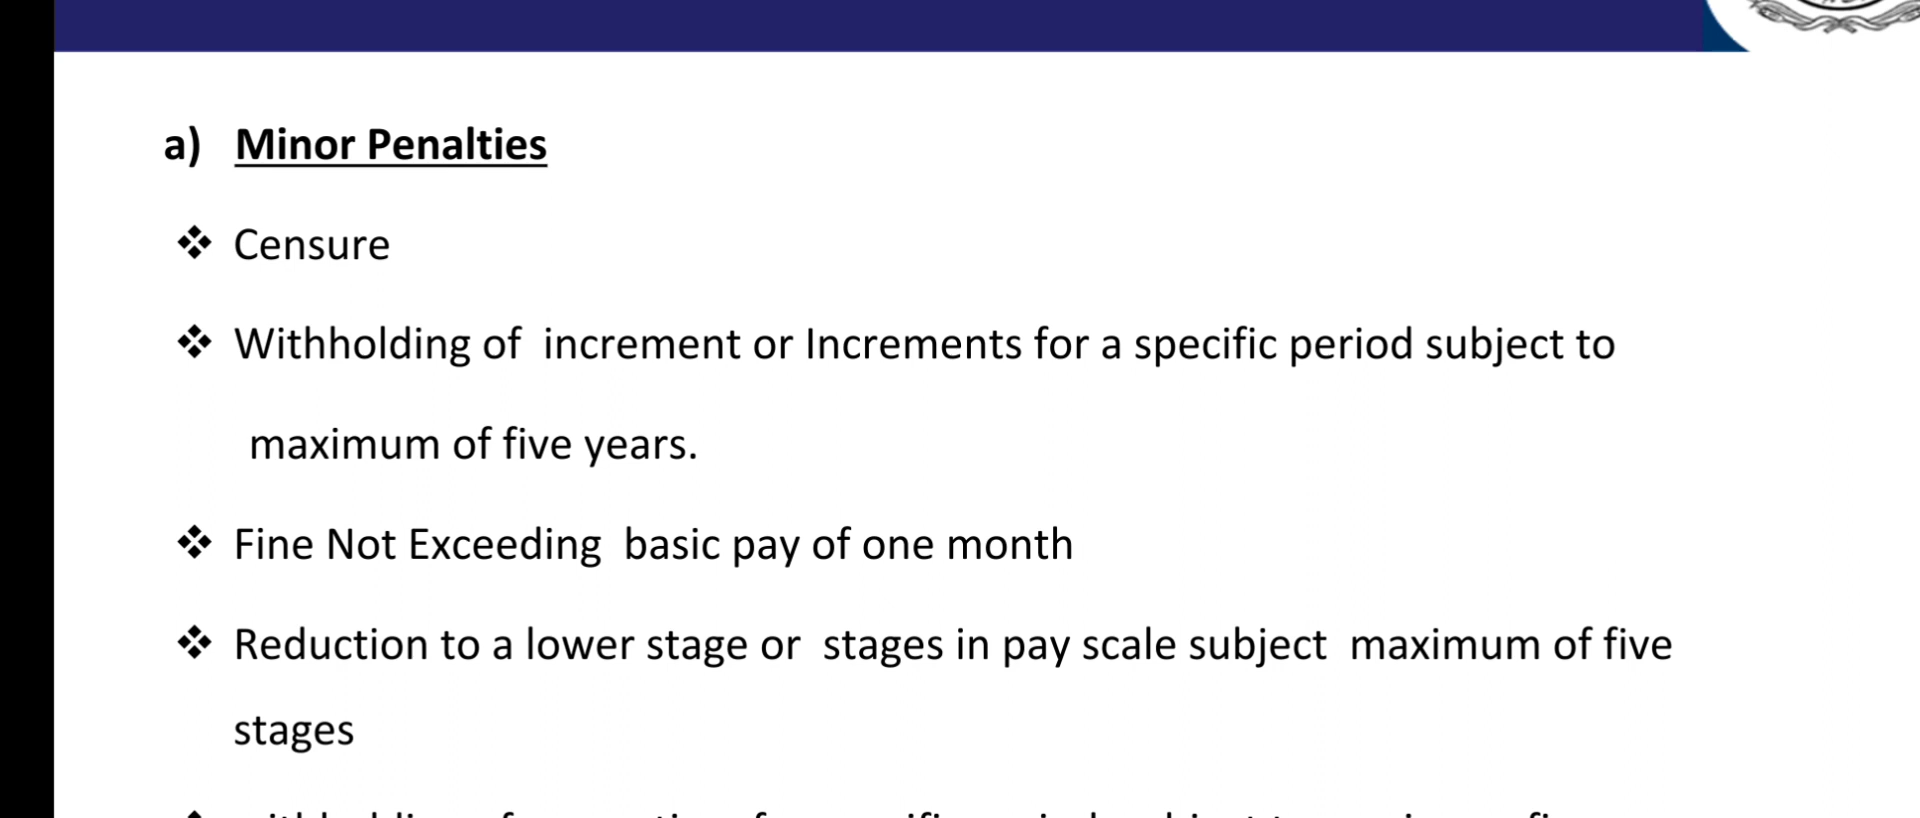 a) Minor Penalties
❖ Censure
❖ Withholding of increment or Increments for a specific period subject to
maximum of five years.
❖ Fine Not Exceeding basic pay of one month
❖ Reduction to a lower stage or stages in pay scale subject maximum of five
stages